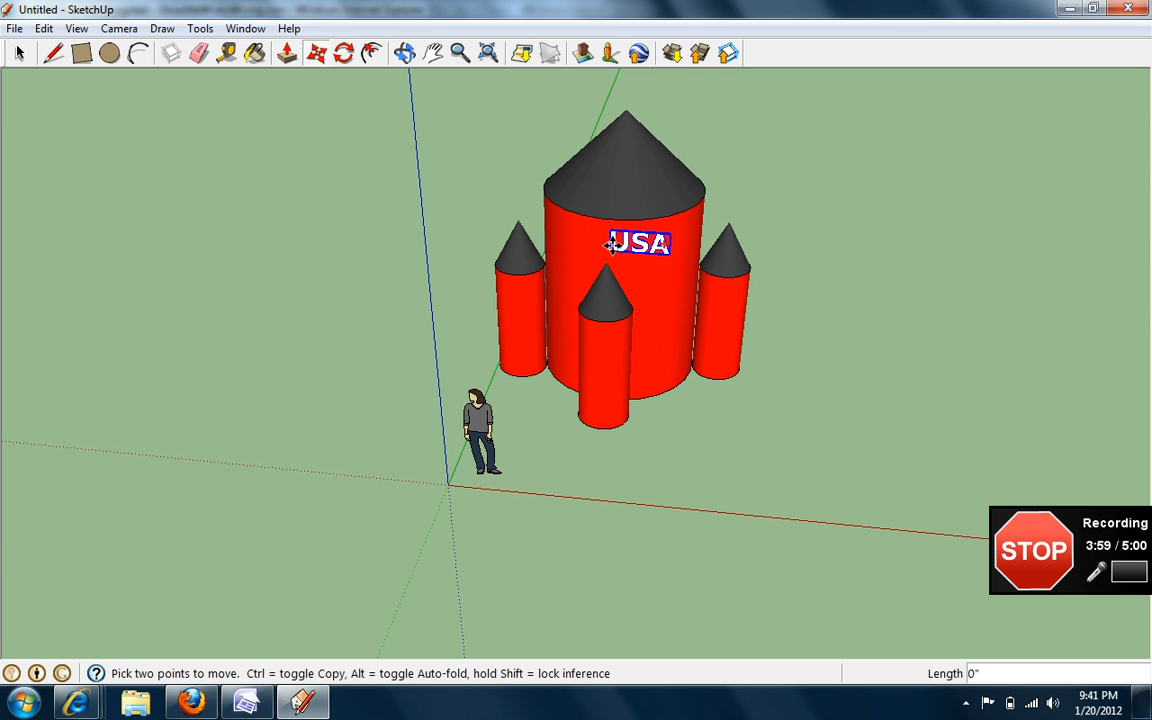 Untitled - SketchUp
File Edit View Camera Draw Tools Window Help
USA
Recording
STOP
3:59 / 5:00
Pick two points to move. Ctrl = toggle Copy, Alt = toggle Auto-fold, hold Shift = lock inference
Length 0"
9:41 PM
1/20/2012